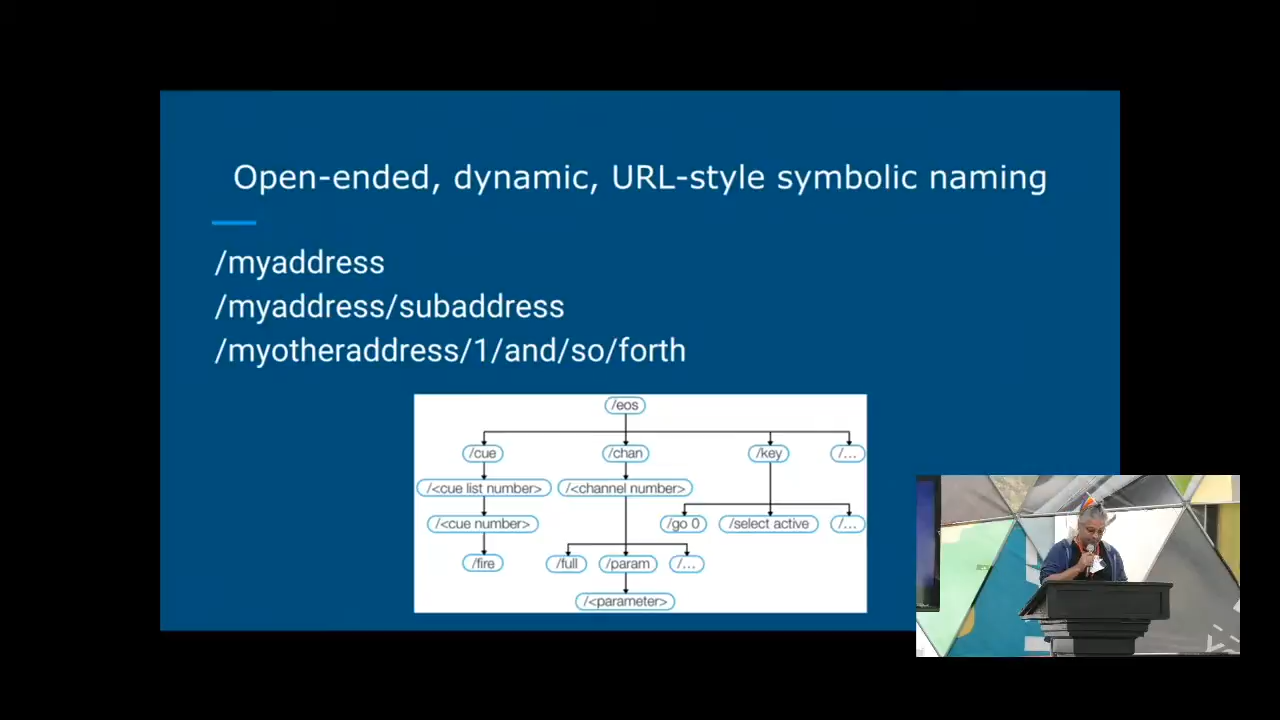 Open-ended, dynamic, URL-style symbolic naming
/myaddress
/myaddress/subaddress
/myotheraddress/1/and/so/forth
/eos
/cue /chan /key /...
/<cue list number> /<channel number>
/<cue number> /go 0 /select active /...
/fire /full /param /...
/<parameter>